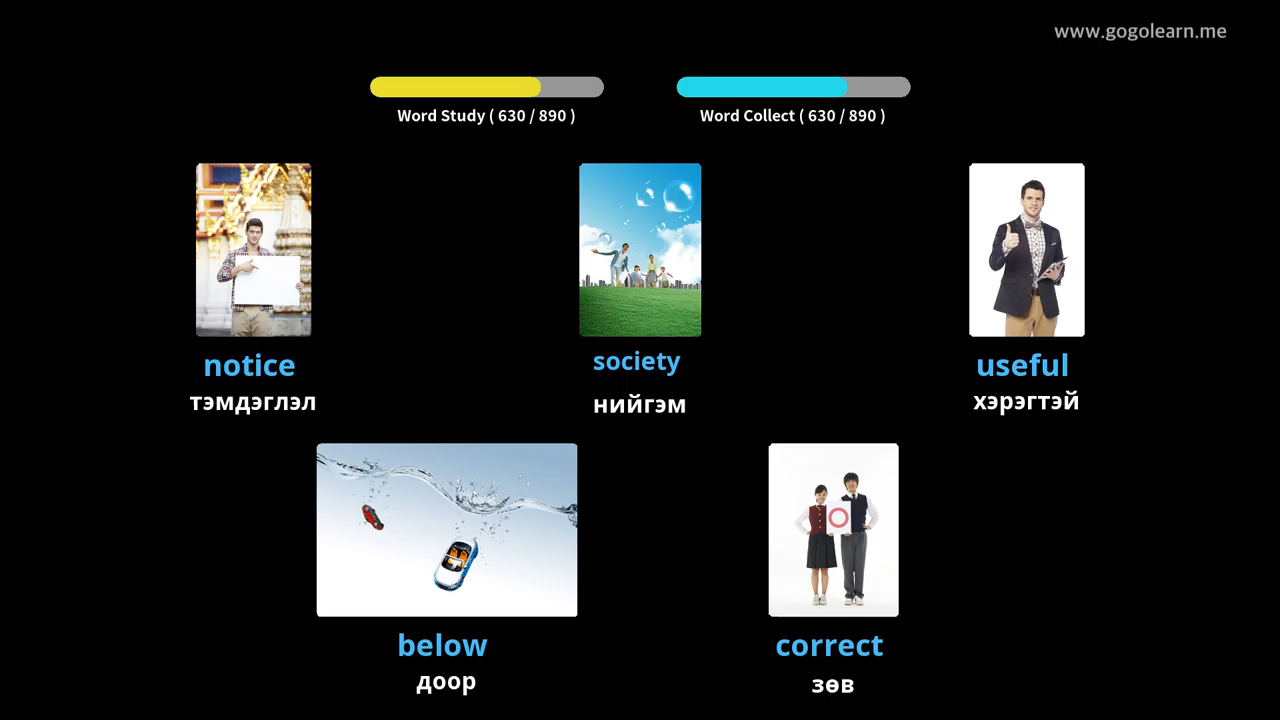 www.gogolearn.me
Word Study ( 630 / 890 )
Word Collect ( 630 / 890 )
notice
тэмдэглэл
society
нийгэм
useful
хэрэгтэй
below
доор
correct
зөв